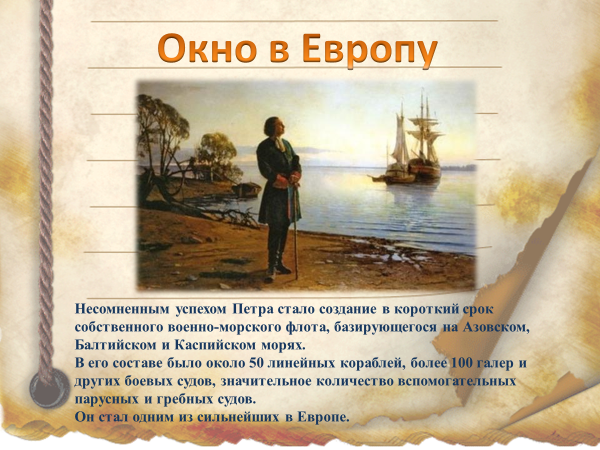 Окно в Европу
Несомненным успехом Петра стало создание в короткий срок
собственного военно-морского флота, базирующегося на Азовском,
Балтийском и Каспийском морях.
В его составе было около 50 линейных кораблей, более 100 галер и
других боевых судов, значительное количество вспомогательных
парусных и гребных судов.
Он стал одним из сильнейших в Европе.